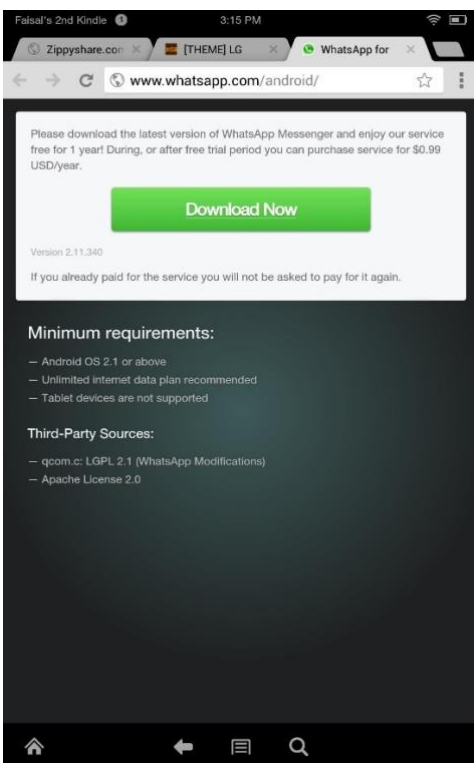 Faisal's 2nd Kindle 1 3:15 PM
Zippyshare.com [THEME] LG WhatsApp for
www.whatsapp.com/android/
Please download the latest version of WhatsApp Messenger and enjoy our service
free for 1 year! During, or after free trial period you can purchase service for $0.99
USD/year.
Download Now
Version 2.11.340
If you already paid for the service you will not be asked to pay for it again.
Minimum requirements:
— Android OS 2.1 or above
— Unlimited internet data plan recommended
— Tablet devices are not supported
Third-Party Sources:
— qcom.c: LGPL 2.1 (WhatsApp Modifications)
— Apache License 2.0